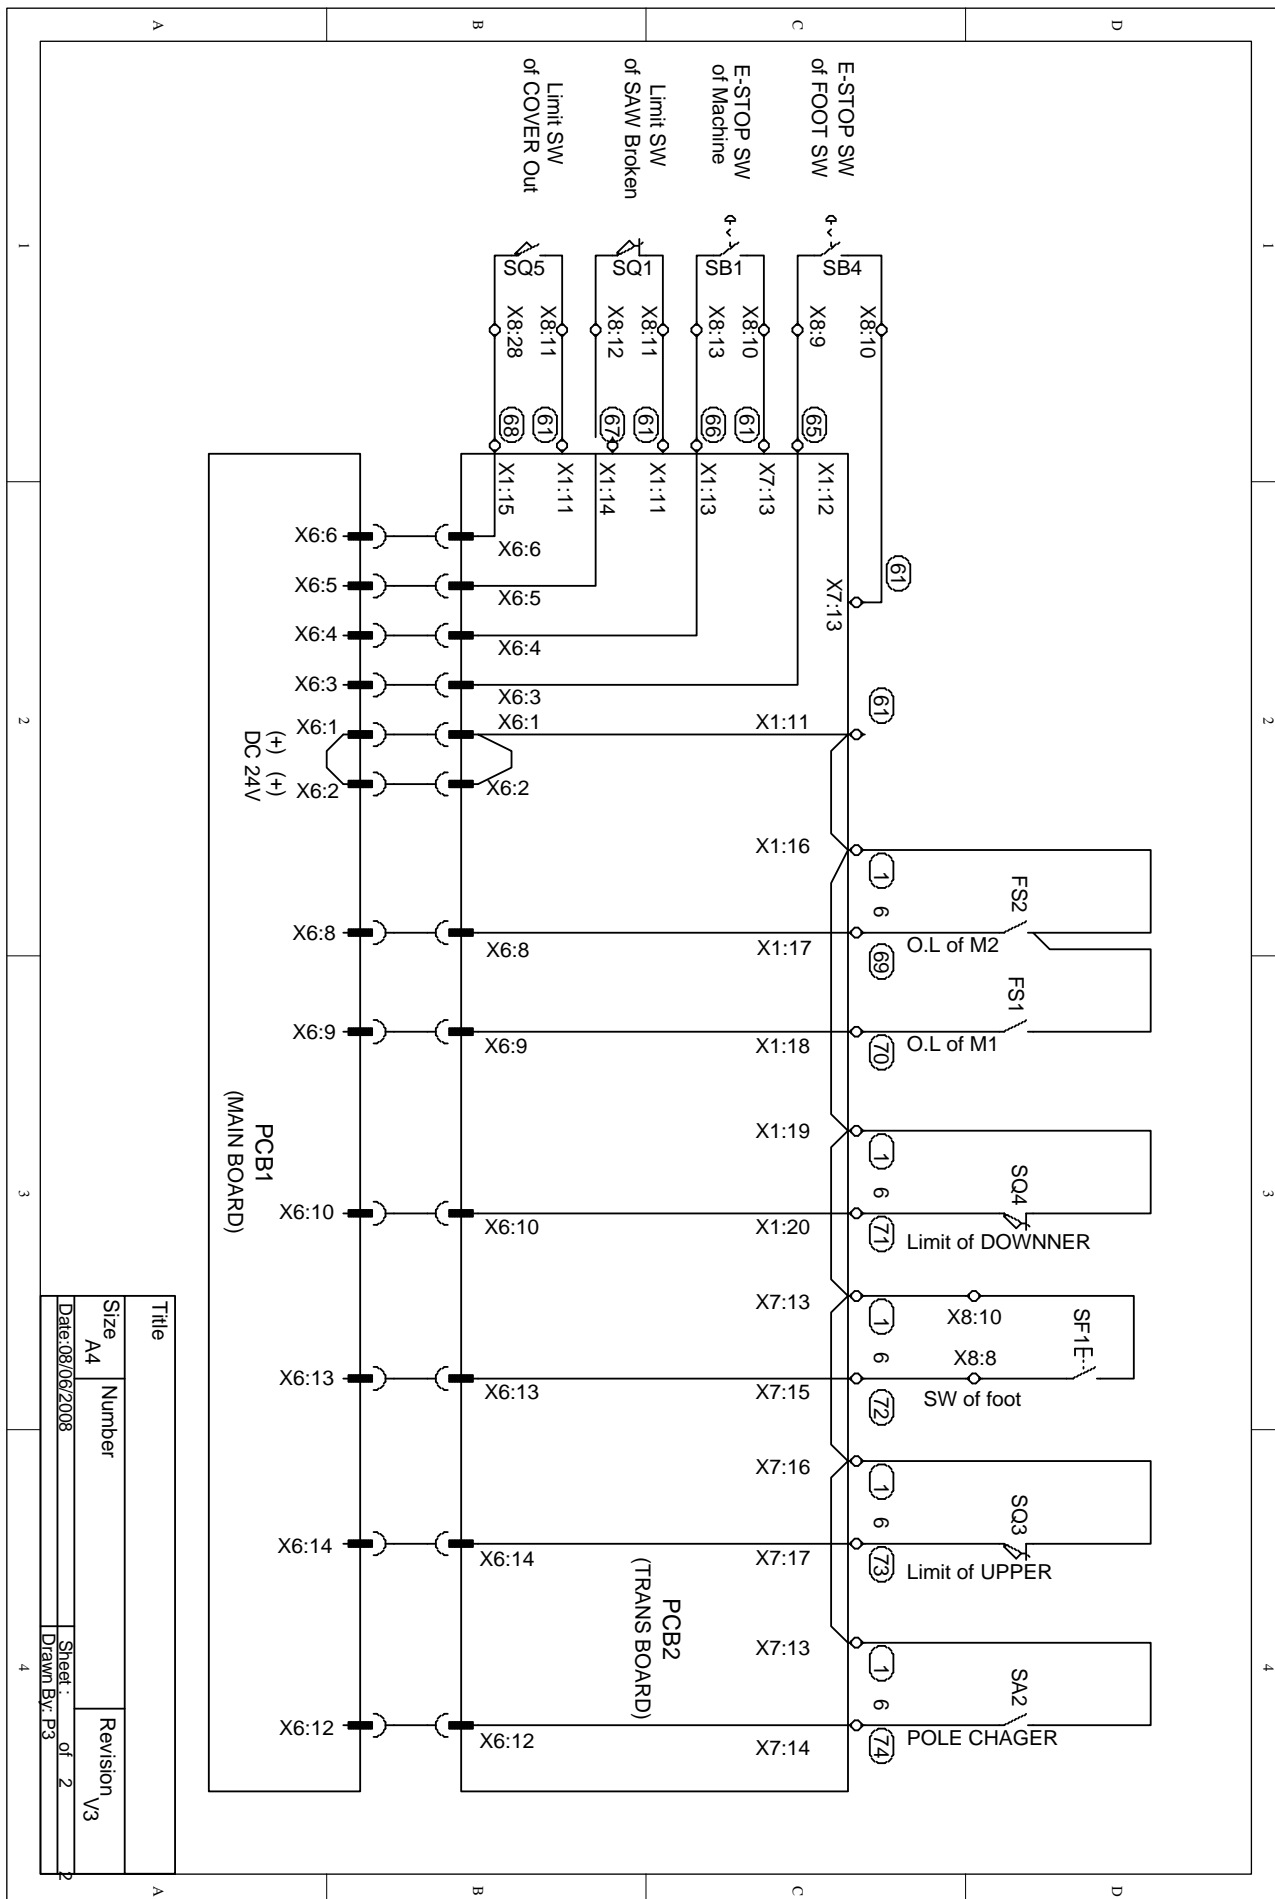 A
B
C
D
1
1
2
2
3
3
4
4
A
B
C
D
E-STOP SW
of FOOT SW
E-STOP SW
of Machine
Limit SW
of SAW Broken
Limit SW
of COVER Out
SB4
SB1
SQ1
SQ5
X8:10
X8:9
X8:10
X8:13
X8:11
X8:12
X8:11
X8:28
65
61
66
61
67
61
68
X1:12
X7:13
X1:13
X1:11
X1:14
X1:11
X1:15
61
X7:13
X6:6
X6:6
X6:5
X6:5
X6:4
X6:4
X6:3
X6:3
X6:1
X6:1
X1:11
61
(+) (+)
DC 24V
X6:2
X6:2
X1:16
1
6
FS2
X6:8
X6:8
X1:17
69
O.L of M2
FS1
X6:9
X6:9
X1:18
70
O.L of M1
PCB1
(MAIN BOARD)
X1:19
1
6
SQ4
X6:10
X6:10
X1:20
71
Limit of DOWNNER
X7:13
1
6
X8:10
SF1
X8:8
X6:13
X6:13
X7:15
72
SW of foot
X7:16
1
6
SQ3
X6:14
X6:14
X7:17
73
Limit of UPPER
PCB2
(TRANS BOARD)
X7:13
1
6
SA2
X6:12
X6:12
X7:14
74
POLE CHAGER
Title
Size
A4
Number
Revision
V3
Date:08/06/2008
Sheet : of 2 2
Drawn By: P3